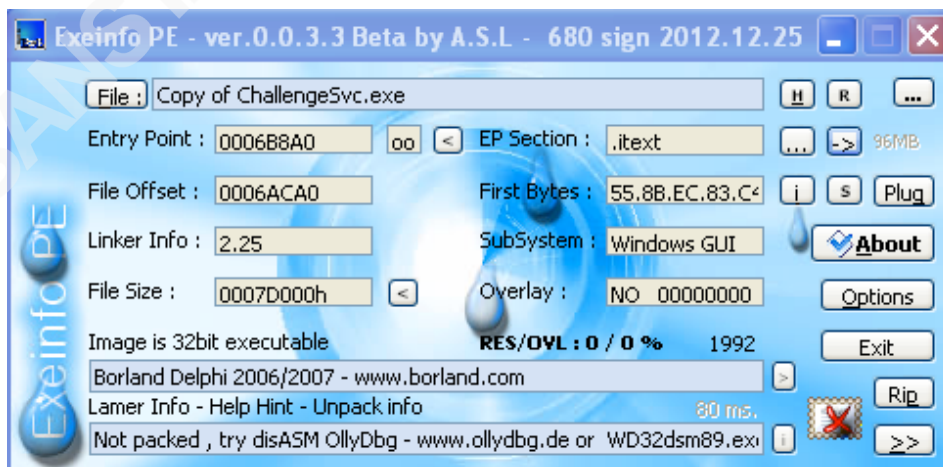 Exeinfo PE - ver.0.0.3.3 Beta by A.S.L - 680 sign 2012.12.25
File : Copy of ChallengeSvc.exe H R ...
Entry Point : 0006B8A0 oo < EP Section : .itext ... -> 96MB
File Offset : 0006ACA0 First Bytes : 55.8B.EC.83.C4 i S Plug
Linker Info : 2.25 SubSystem : Windows GUI About
File Size : 0007D000h < Overlay : NO 00000000 Options
Image is 32bit executable RES/OVL : 0 / 0 % 1992 Exit
Borland Delphi 2006/2007 - www.borland.com >
Lamer Info - Help Hint - Unpack info 80 ms. Rip
Not packed , try disASM OllyDbg - www.ollydbg.de or WD32dsm89.ex i >>
Exeinfo PE